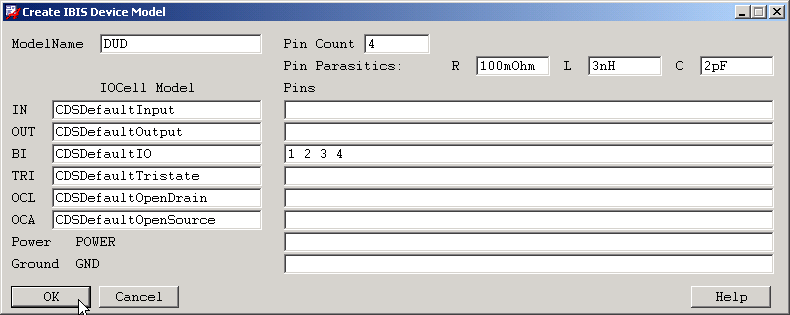 Create IBIS Device Model
ModelName DUD Pin Count 4
Pin Parasitics: R 100mOhm L 3nH C 2pF
IOCell Model Pins
IN CDSDefaultInput
OUT CDSDefaultOutput
BI CDSDefaultIO 1 2 3 4
TRI CDSDefaultTristate
OCL CDSDefaultOpenDrain
OCA CDSDefaultOpenSource
Power POWER
Ground GND
OK Cancel Help